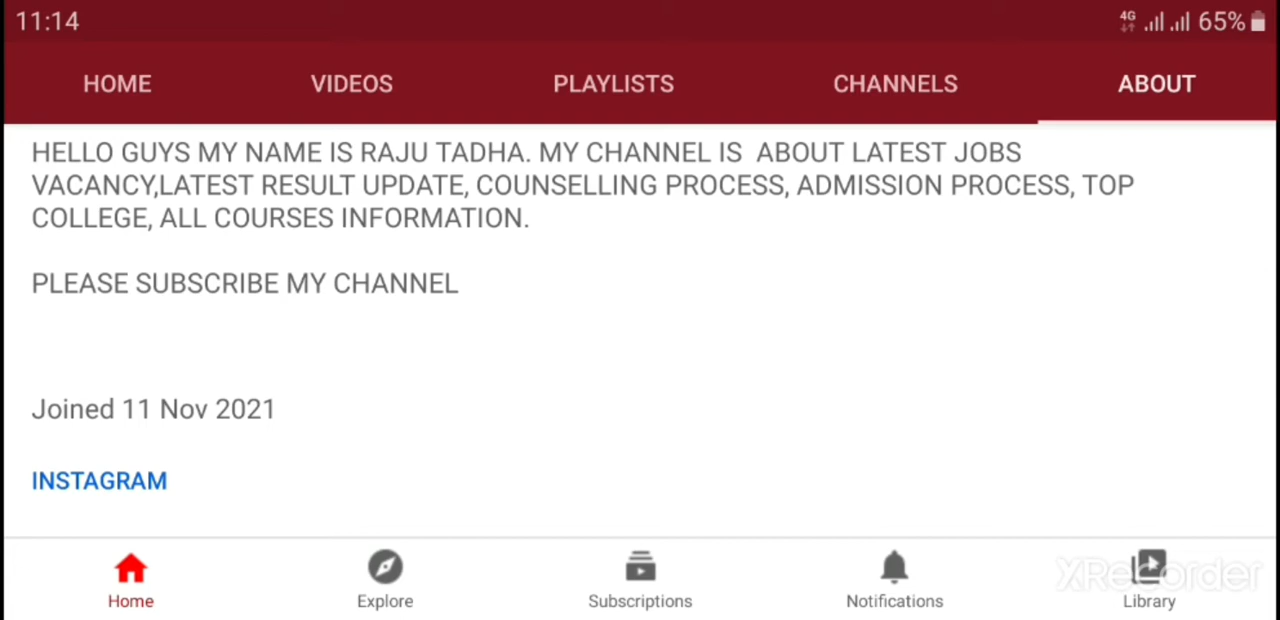 11:14
4G
65%
HOME VIDEOS PLAYLISTS CHANNELS ABOUT
HELLO GUYS MY NAME IS RAJU TADHA. MY CHANNEL IS  ABOUT LATEST JOBS
VACANCY,LATEST RESULT UPDATE, COUNSELLING PROCESS, ADMISSION PROCESS, TOP
COLLEGE, ALL COURSES INFORMATION.
PLEASE SUBSCRIBE MY CHANNEL
Joined 11 Nov 2021
INSTAGRAM
XRecorder
Home Explore Subscriptions Notifications Library